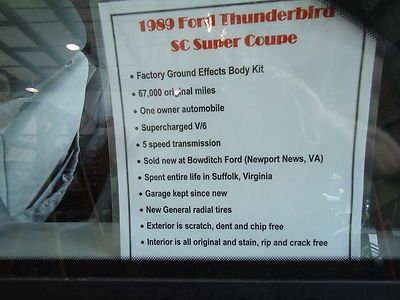 1989 Ford Thunderbird
SC Super Coupe
• Factory Ground Effects Body Kit
• 67,000 original miles
• One owner automobile
• Supercharged V/6
• 5 speed transmission
• Sold new at Bowditch Ford (Newport News, VA)
• Spent entire life in Suffolk, Virginia
• Garage kept since new
• New General radial tires
• Exterior is scratch, dent and chip free
• Interior is all original and stain, rip and crack free